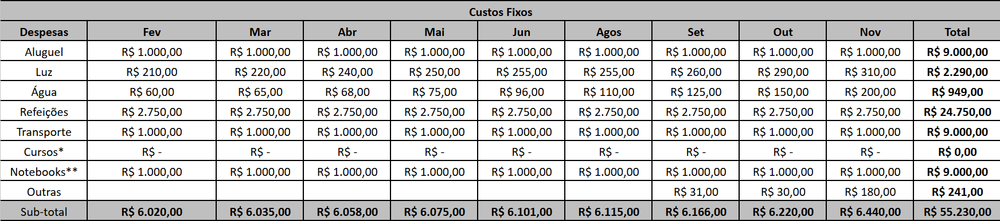 Custos Fixos
Despesas Fev Mar Abr Mai Jun Agos Set Out Nov Total
Aluguel R$ 1.000,00 R$ 1.000,00 R$ 1.000,00 R$ 1.000,00 R$ 1.000,00 R$ 1.000,00 R$ 1.000,00 R$ 1.000,00 R$ 1.000,00 R$ 9.000,00
Luz R$ 210,00 R$ 220,00 R$ 240,00 R$ 250,00 R$ 255,00 R$ 255,00 R$ 260,00 R$ 290,00 R$ 310,00 R$ 2.290,00
Água R$ 60,00 R$ 65,00 R$ 68,00 R$ 75,00 R$ 96,00 R$ 110,00 R$ 125,00 R$ 150,00 R$ 200,00 R$ 949,00
Refeições R$ 2.750,00 R$ 2.750,00 R$ 2.750,00 R$ 2.750,00 R$ 2.750,00 R$ 2.750,00 R$ 2.750,00 R$ 2.750,00 R$ 2.750,00 R$ 24.750,00
Transporte R$ 1.000,00 R$ 1.000,00 R$ 1.000,00 R$ 1.000,00 R$ 1.000,00 R$ 1.000,00 R$ 1.000,00 R$ 1.000,00 R$ 1.000,00 R$ 9.000,00
Cursos* R$ - R$ - R$ - R$ - R$ - R$ - R$ - R$ - R$ - R$ 0,00
Notebooks** R$ 1.000,00 R$ 1.000,00 R$ 1.000,00 R$ 1.000,00 R$ 1.000,00 R$ 1.000,00 R$ 1.000,00 R$ 1.000,00 R$ 1.000,00 R$ 9.000,00
Outras R$ 31,00 R$ 30,00 R$ 180,00 R$ 241,00
Sub-total R$ 6.020,00 R$ 6.035,00 R$ 6.058,00 R$ 6.075,00 R$ 6.101,00 R$ 6.115,00 R$ 6.166,00 R$ 6.220,00 R$ 6.440,00 R$ 55.230,00